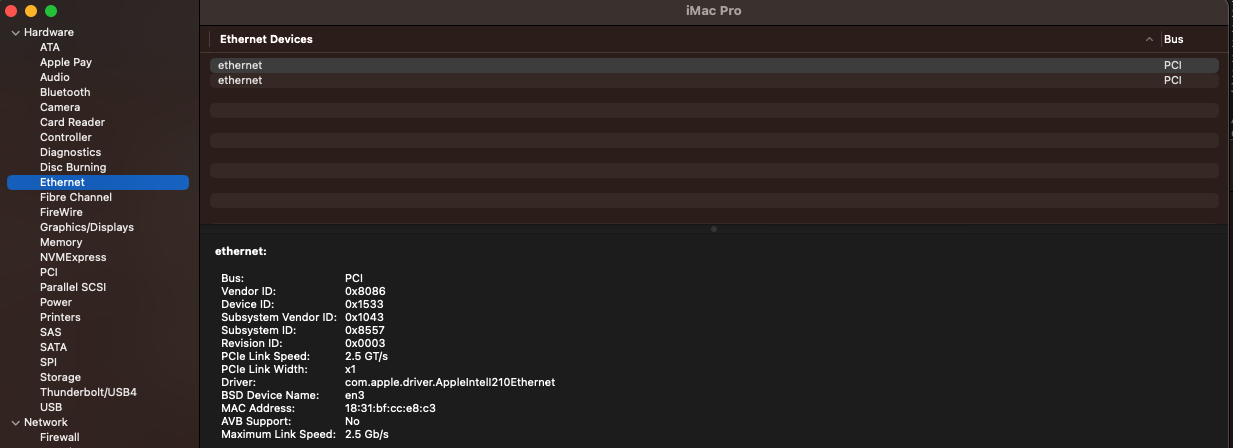 iMac Pro
Hardware
ATA
Apple Pay
Audio
Bluetooth
Camera
Card Reader
Controller
Diagnostics
Disc Burning
Ethernet
Fibre Channel
FireWire
Graphics/Displays
Memory
NVMExpress
PCI
Parallel SCSI
Power
Printers
SAS
SATA
SPI
Storage
Thunderbolt/USB4
USB
Network
Firewall
Ethernet Devices Bus
ethernet PCI
ethernet PCI
ethernet:
Bus: PCI
Vendor ID: 0x8086
Device ID: 0x1533
Subsystem Vendor ID: 0x1043
Subsystem ID: 0x8557
Revision ID: 0x0003
PCIe Link Speed: 2.5 GT/s
PCIe Link Width: x1
Driver: com.apple.driver.AppleIntelI210Ethernet
BSD Device Name: en3
MAC Address: 18:31:bf:cc:e8:c3
AVB Support: No
Maximum Link Speed: 2.5 Gb/s